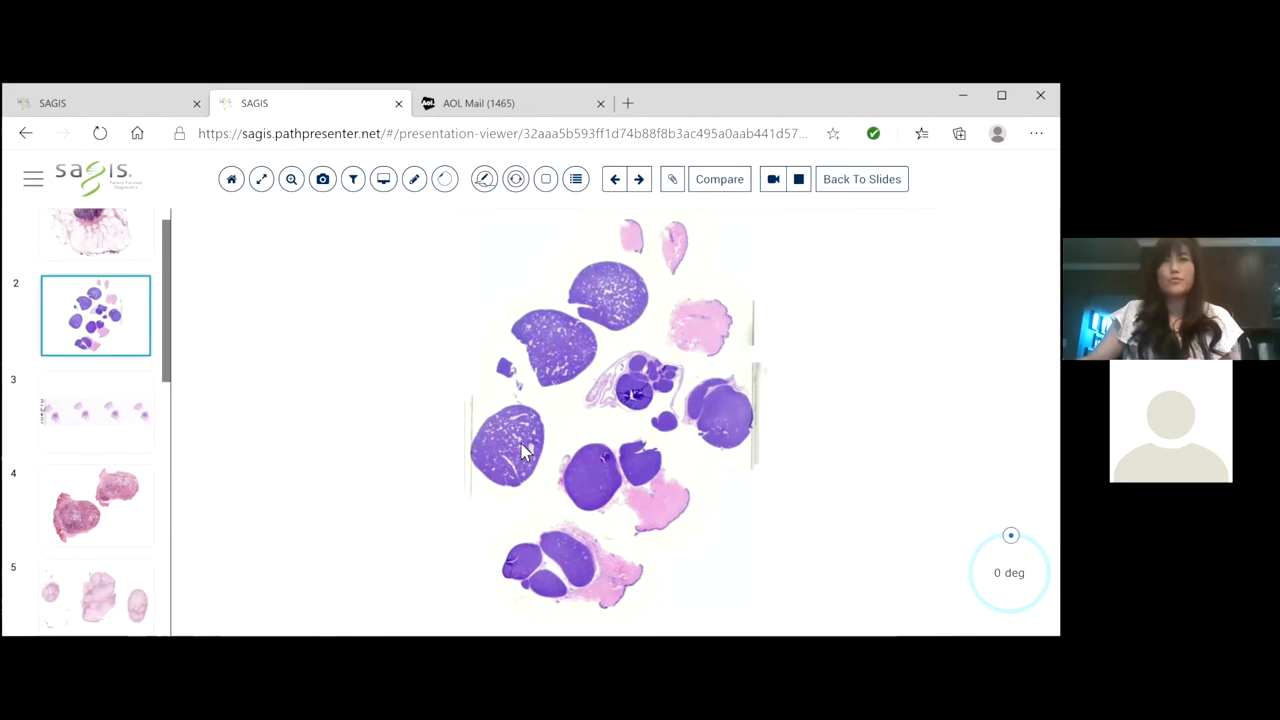 SAGIS
SAGIS
AOL Mail (1465)
https://sagis.pathpresenter.net/#/presentation-viewer/32aaa5b593ff1d74b88f8b3ac495a0aab441d57...
sagis.
Compare
Back To Slides
2
3
4
5
0 deg